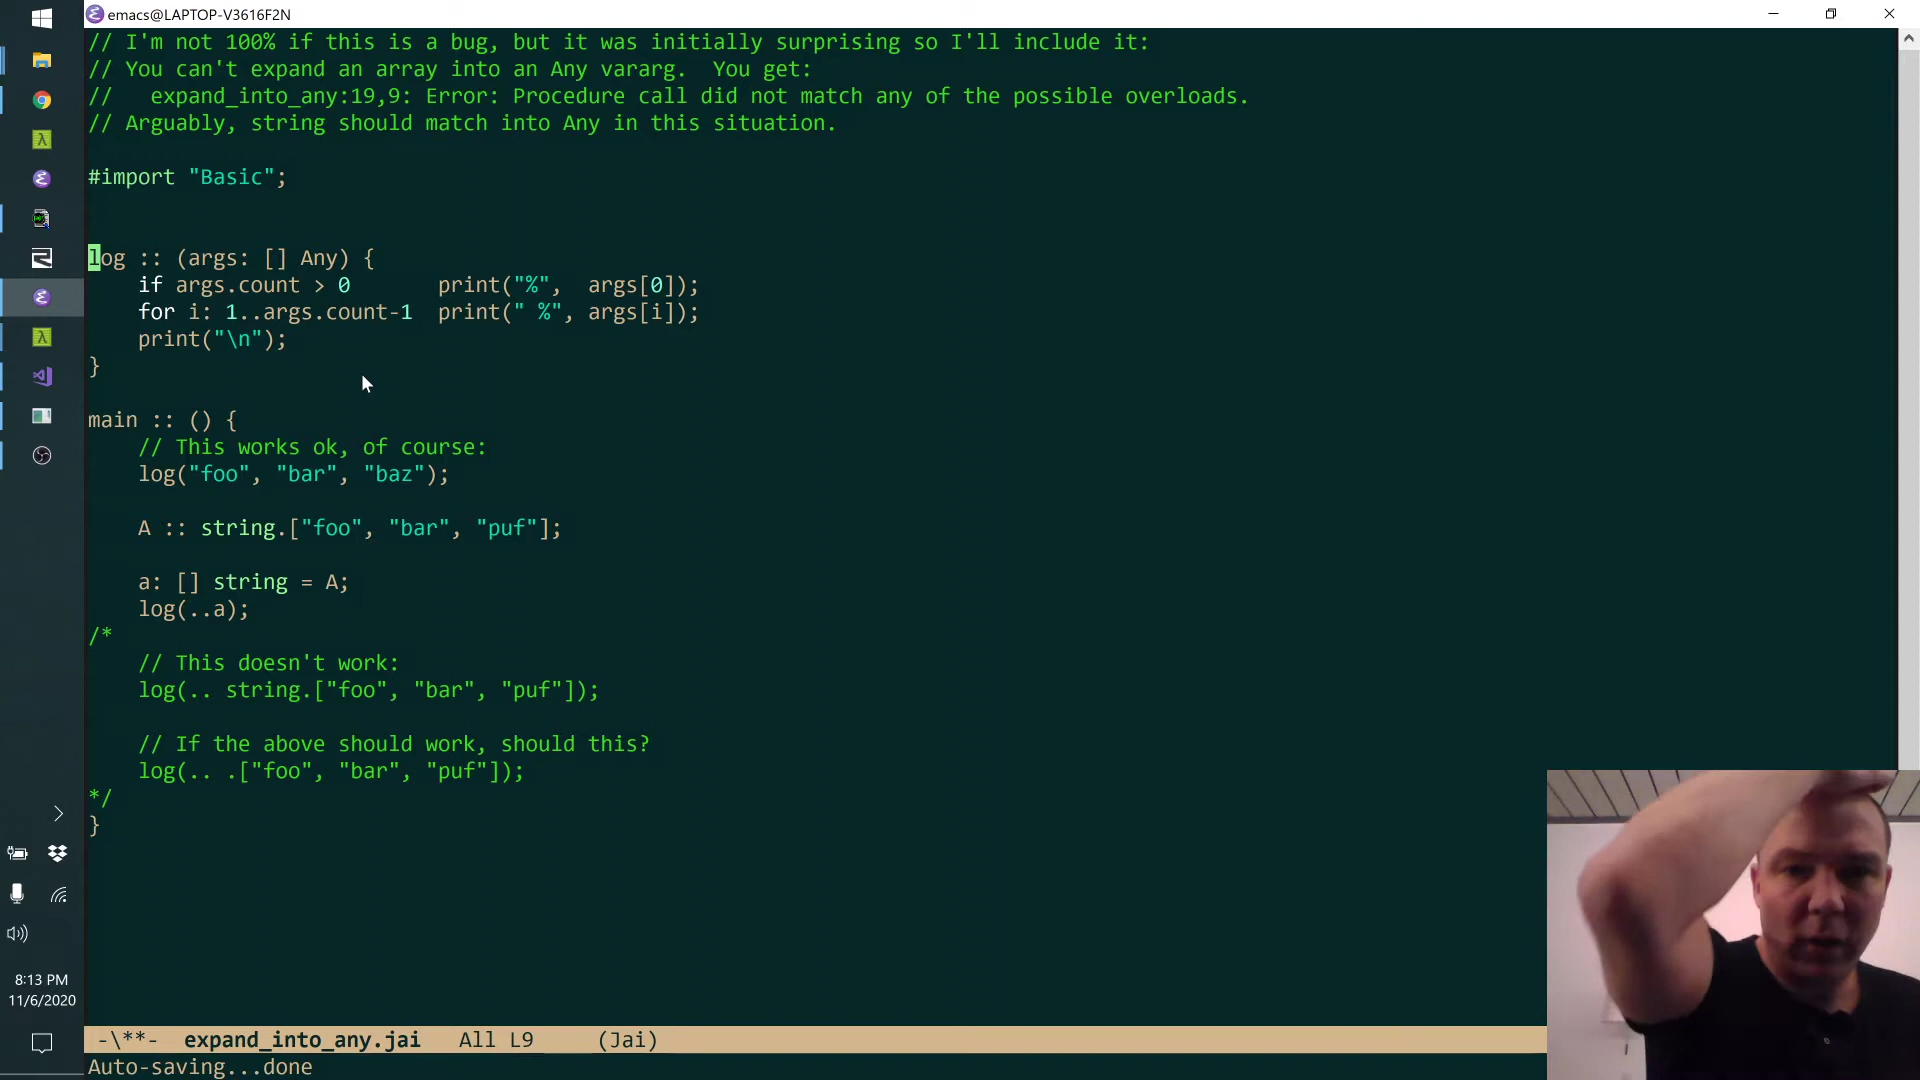 emacs@LAPTOP-V3616F2N
// I'm not 100% if this is a bug, but it was initially surprising so I'll include it:
// You can't expand an array into an Any vararg.  You get:
//   expand_into_any:19,9: Error: Procedure call did not match any of the possible overloads.
// Arguably, string should match into Any in this situation.
#import "Basic";
log :: (args: [] Any) {
    if args.count > 0       print("%",  args[0]);
    for i: 1..args.count-1  print(" %", args[i]);
    print("\n");
}
main :: () {
    // This works ok, of course:
    log("foo", "bar", "baz");
    A :: string.["foo", "bar", "puf"];
    a: [] string = A;
    log(..a);
/*
    // This doesn't work:
    log(.. string.["foo", "bar", "puf"]);
    // If the above should work, should this?
    log(.. .["foo", "bar", "puf"]);
*/
}
8:13 PM
11/6/2020
-\**-  expand_into_any.jai   All L9     (Jai)
Auto-saving...done